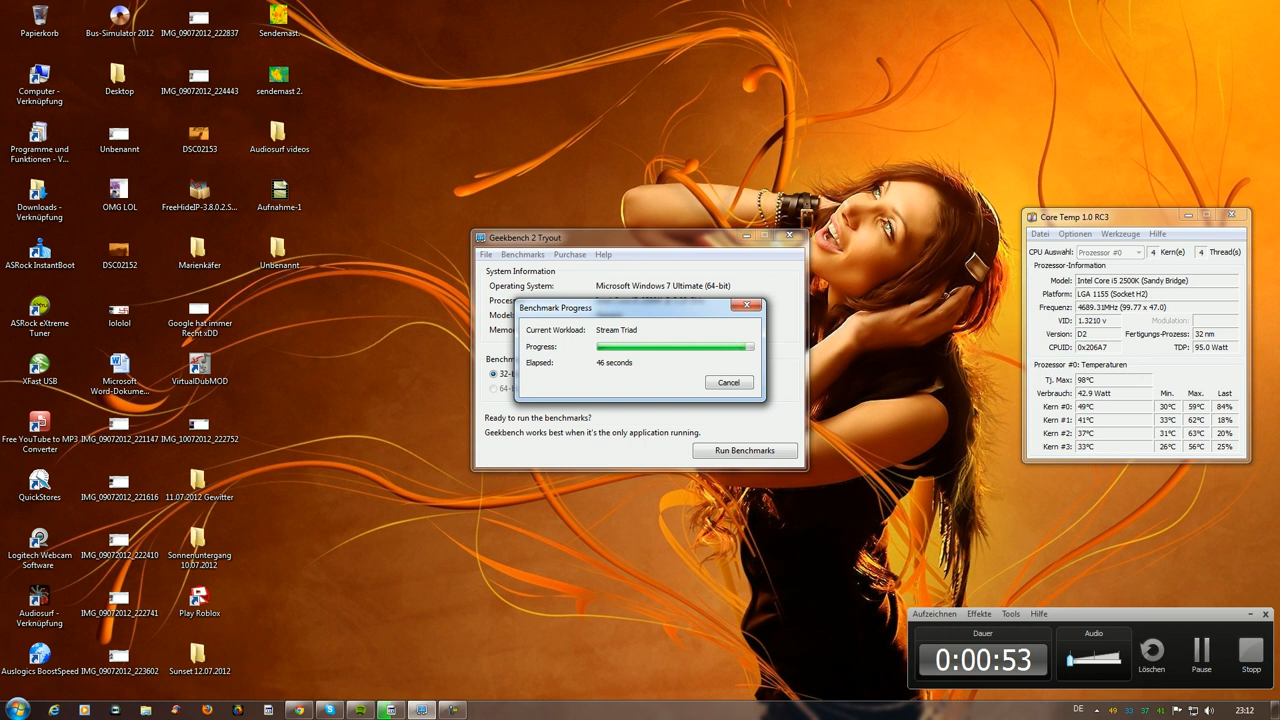 Papierkorb
Bus-Simulator 2012
IMG_09072012_222837
Sendemast.
Computer -
Verknüpfung
Desktop
IMG_09072012_224443
sendemast 2.
Programme und
Funktionen - V...
Unbenannt
DSC02153
Audiosurf videos
Downloads -
Verknüpfung
OMG LOL
FreeHideIP-3.8.0.2.S...
Aufnahme-1
ASRock InstantBoot
DSC02152
Marienkäfer
Unbenannt
ASRock eXtreme
Tuner
lololol
Google hat immer
Recht xDD
XFast USB
Microsoft
Word-Dokume...
VirtualDubMOD
Free YouTube to MP3
Converter
IMG_09072012_221147
IMG_10072012_222752
QuickStores
IMG_09072012_221616
11.07.2012 Gewitter
Logitech Webcam
Software
IMG_09072012_222410
Sonnenuntergang
10.07.2012
Audiosurf -
Verknüpfung
IMG_09072012_222741
Play Roblox
Auslogics BoostSpeed
IMG_09072012_223602
Sunset 12.07.2012
Geekbench 2 Tryout
File Benchmarks Purchase Help
System Information
Operating System: Microsoft Windows 7 Ultimate (64-bit)
Benchmark Progress
Current Workload: Stream Triad
Progress:
Elapsed: 46 seconds
Cancel
Ready to run the benchmarks?
Geekbench works best when it's the only application running.
Run Benchmarks
Core Temp 1.0 RC3
Datei Optionen Werkzeuge Hilfe
CPU Auswahl: Prozessor #0 4 Kern(e) 4 Thread(s)
Prozessor-Information
Model: Intel Core i5 2500K (Sandy Bridge)
Platform: LGA 1155 (Socket H2)
Frequenz: 4689.31MHz (99.77 x 47.0)
VID: 1.3210 v Modulation:
Version: D2 Fertigungs-Prozess: 32 nm
CPUID: 0x206A7 TDP: 95.0 Watt
Prozessor #0: Temperaturen
Tj. Max: 98°C
Verbrauch: 42.9 Watt Min. Max. Last
Kern #0: 49°C 30°C 59°C 84%
Kern #1: 41°C 33°C 62°C 18%
Kern #2: 37°C 31°C 63°C 20%
Kern #3: 33°C 26°C 56°C 25%
Aufzeichnen Effekte Tools Hilfe
Dauer
Audio
0:00:53
Löschen
Pause
Stopp
DE 49 33 37 41 23:12